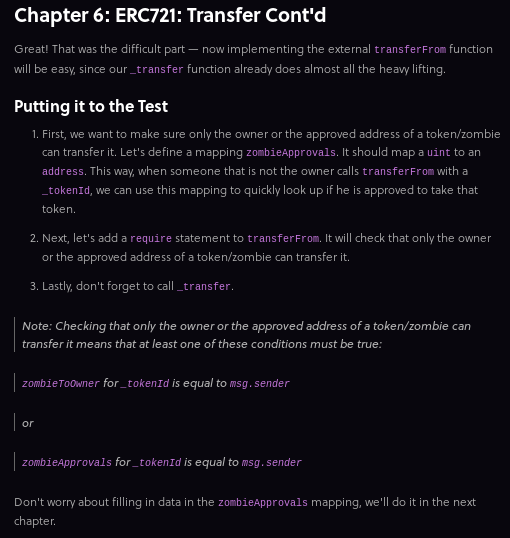 Chapter 6: ERC721: Transfer Cont'd
Great! That was the difficult part — now implementing the external transferFrom function
will be easy, since our _transfer function already does almost all the heavy lifting.
Putting it to the Test
1. First, we want to make sure only the owner or the approved address of a token/zombie
can transfer it. Let's define a mapping zombieApprovals. It should map a uint to an
address. This way, when someone that is not the owner calls transferFrom with a
_tokenId, we can use this mapping to quickly look up if he is approved to take that
token.
2. Next, let's add a require statement to transferFrom. It will check that only the owner
or the approved address of a token/zombie can transfer it.
3. Lastly, don't forget to call _transfer.
Note: Checking that only the owner or the approved address of a token/zombie can
transfer it means that at least one of these conditions must be true:
zombieToOwner for _tokenId is equal to msg.sender
or
zombieApprovals for _tokenId is equal to msg.sender
Don't worry about filling in data in the zombieApprovals mapping, we'll do it in the next
chapter.